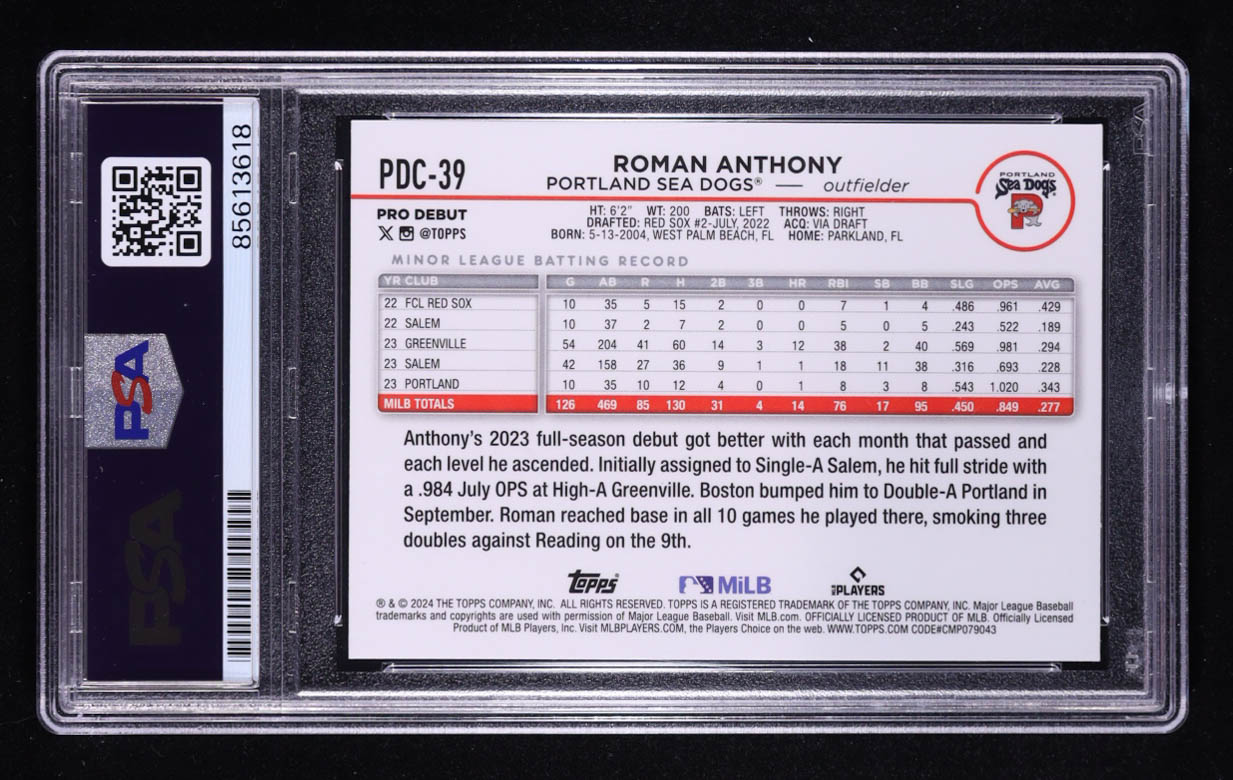 85613618
PSA
PSA
PDC-39
ROMAN ANTHONY
PORTLAND SEA DOGS® — outfielder
PORTLAND
Sea Dogs
P
PRO DEBUT
X @TOPPS
HT: 6'2" WT: 200 BATS: LEFT THROWS: RIGHT
DRAFTED: RED SOX #2-JULY, 2022 ACQ: VIA DRAFT
BORN: 5-13-2004, WEST PALM BEACH, FL HOME: PARKLAND, FL
MINOR LEAGUE BATTING RECORD
YR CLUB G AB R H 2B 3B HR RBI SB BB SLG OPS AVG
22 FCL RED SOX 10 35 5 15 2 0 0 7 1 4 .486 .961 .429
22 SALEM 10 37 2 7 2 0 0 5 0 5 .243 .522 .189
23 GREENVILLE 54 204 41 60 14 3 12 38 2 40 .569 .981 .294
23 SALEM 42 158 27 36 9 1 1 18 11 38 .316 .693 .228
23 PORTLAND 10 35 10 12 4 0 1 8 3 8 .543 1.020 .343
MILB TOTALS 126 469 85 130 31 4 14 76 17 95 .450 .849 .277
Anthony's 2023 full-season debut got better with each month that passed and
each level he ascended. Initially assigned to Single-A Salem, he hit full stride with
a .984 July OPS at High-A Greenville. Boston bumped him to Double-A Portland in
September. Roman reached base in all 10 games he played there, smoking three
doubles against Reading on the 9th.
Topps® MiLB PLAYERS
® & © 2024 THE TOPPS COMPANY, INC. ALL RIGHTS RESERVED. TOPPS IS A REGISTERED TRADEMARK OF THE TOPPS COMPANY, INC. Major League Baseball
trademarks and copyrights are used with permission of Major League Baseball. Visit MLB.com. OFFICIALLY LICENSED PRODUCT OF MLB. Officially Licensed
Product of MLB Players, Inc. Visit MLBPLAYERS.COM, the Players Choice on the web. WWW.TOPPS.COM CODE#CMP079043